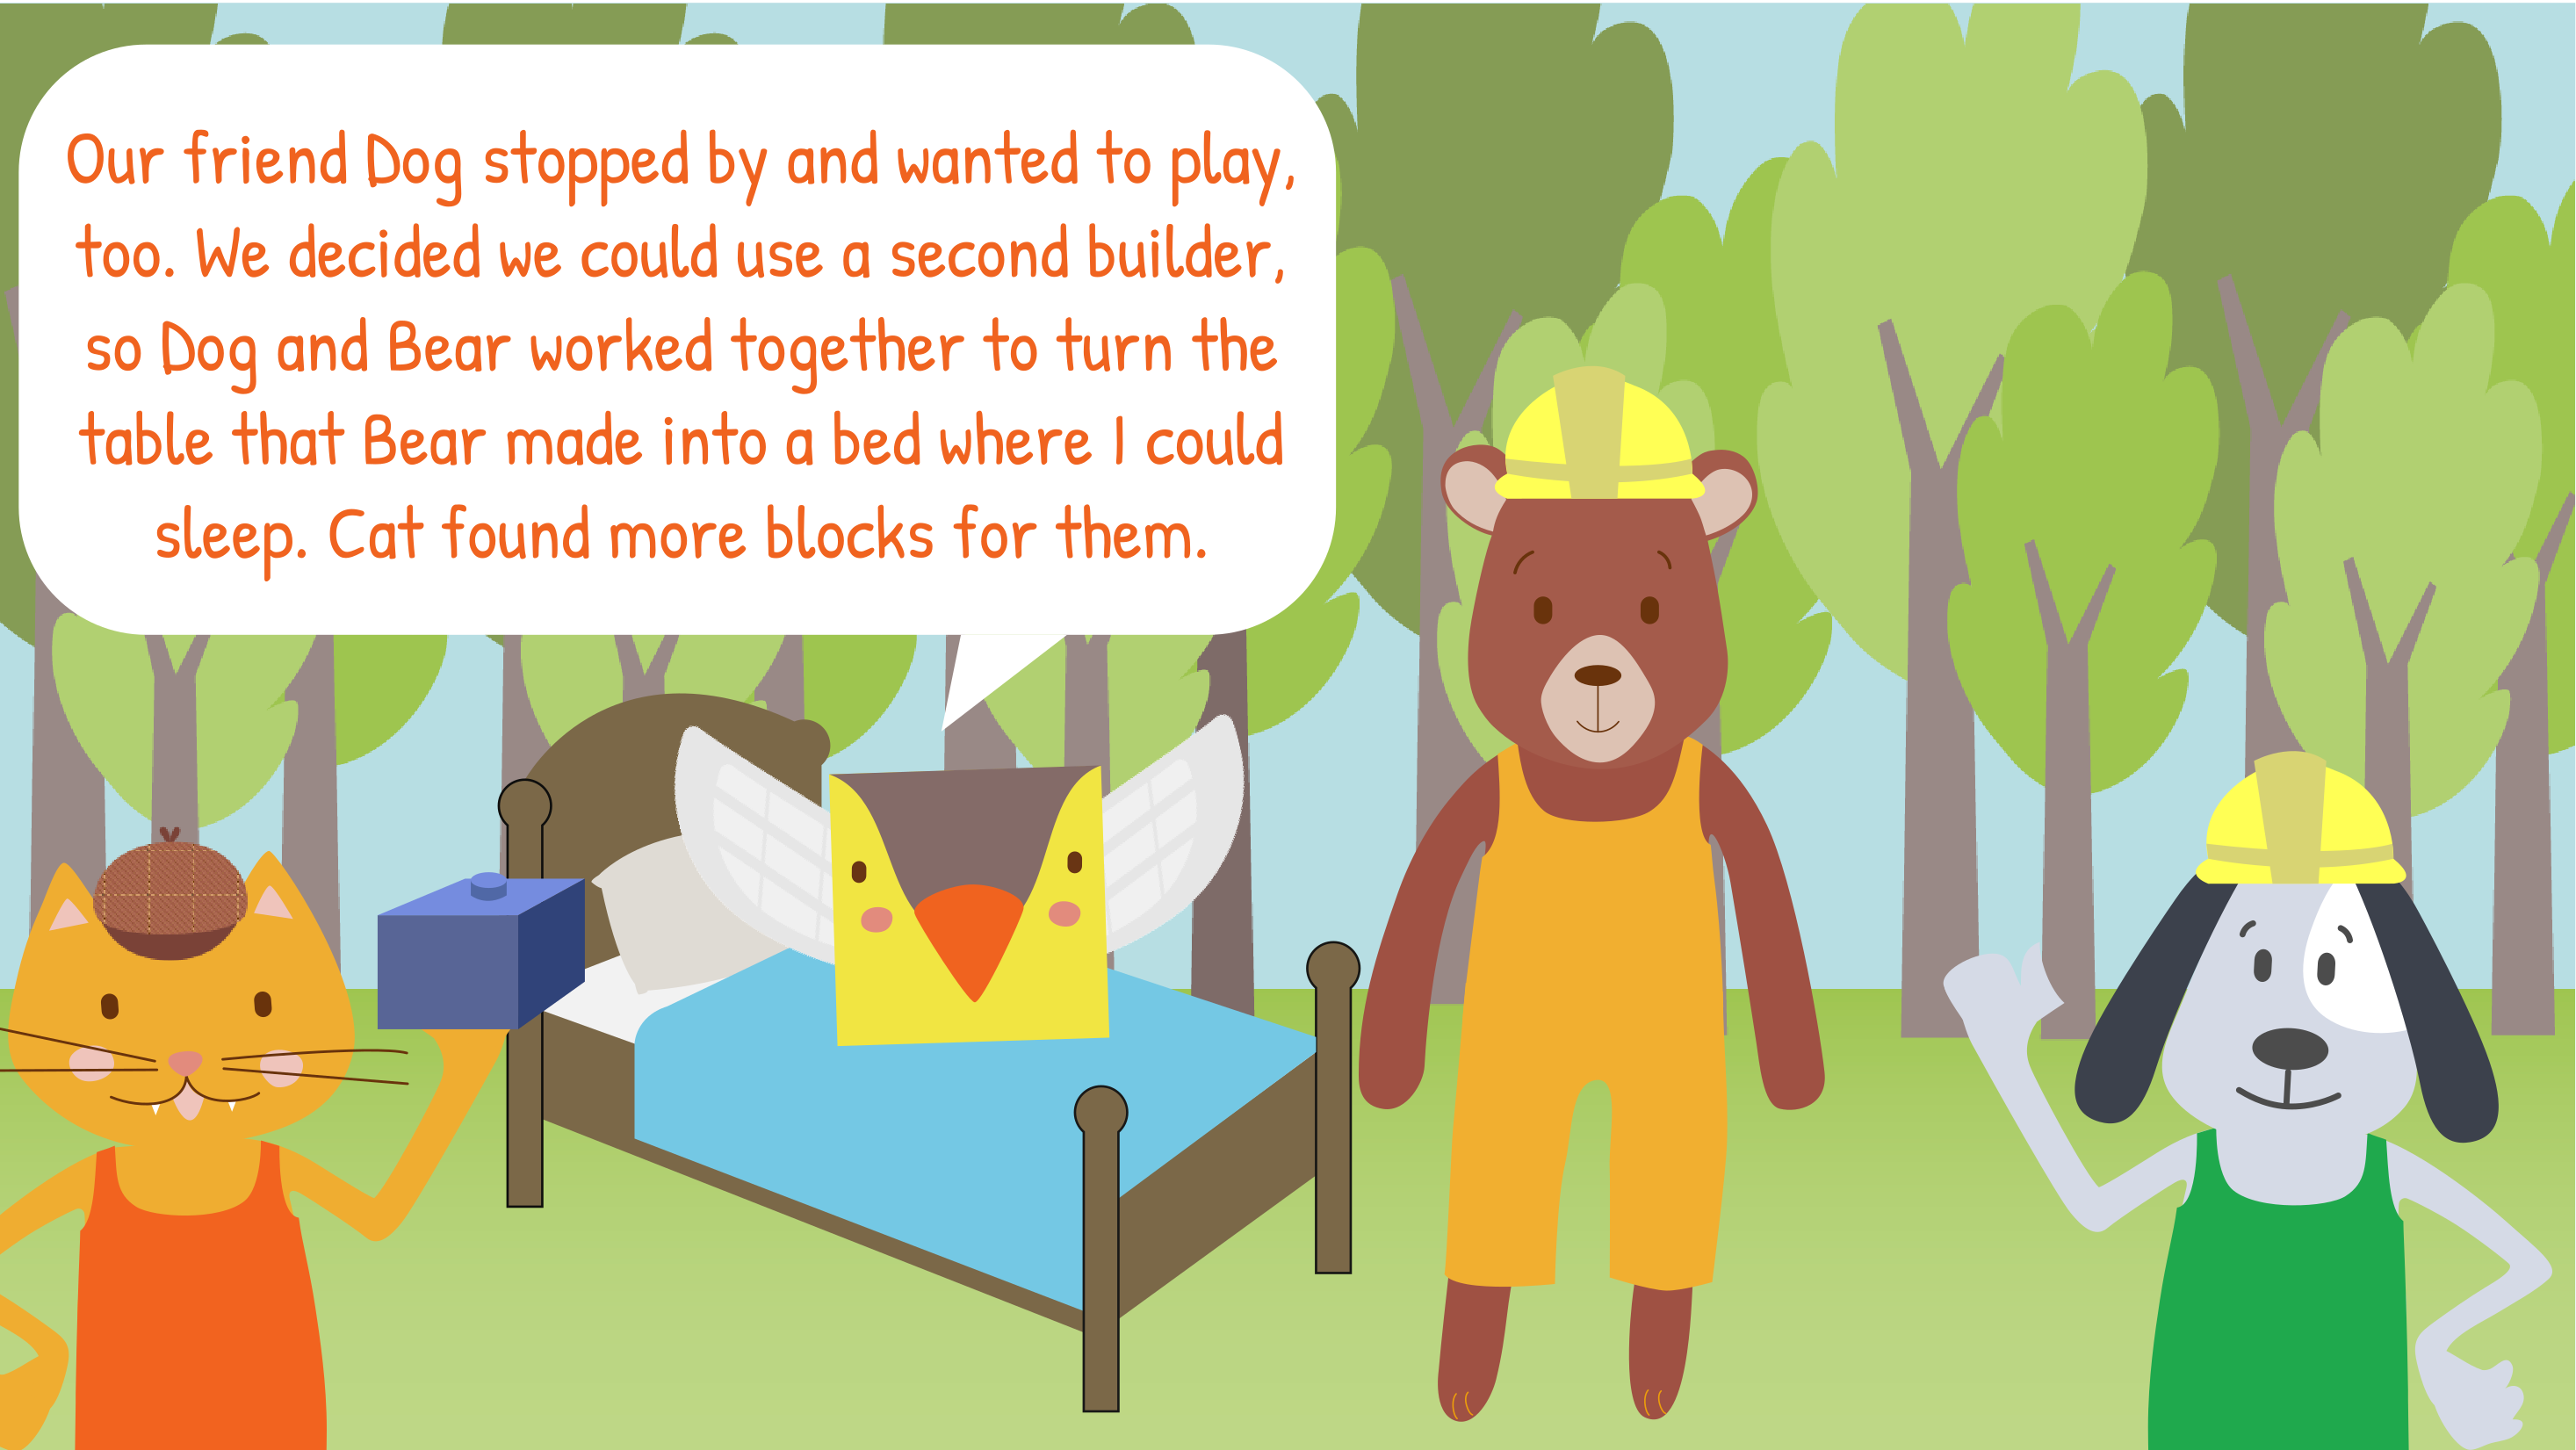 Our friend Dog stopped by and wanted to play,
too. We decided we could use a second builder,
so Dog and Bear worked together to turn the
table that Bear made into a bed where I could
sleep. Cat found more blocks for them.